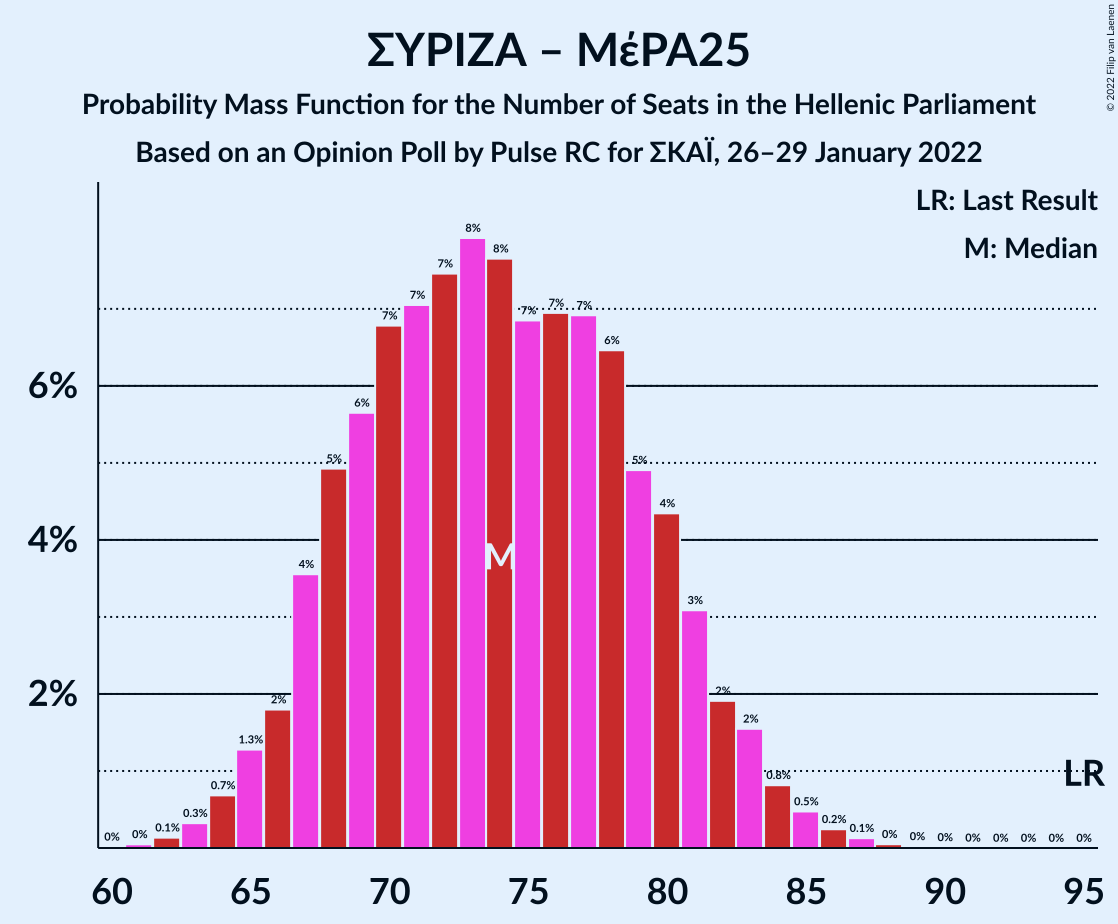 ΣΥΡΙΖΑ – ΜέΡΑ25
Probability Mass Function for the Number of Seats in the Hellenic Parliament
Based on an Opinion Poll by Pulse RC for ΣΚΑΪ, 26–29 January 2022
© 2022 Filip van Laenen
LR: Last Result
M: Median
6%
4%
2%
0% 0% 0.1% 0.3% 0.7% 1.3% 2% 4% 5% 6% 7% 7% 7% 8% 8% 7% 7% 7% 6% 5% 4% 3% 2% 2% 0.8% 0.5% 0.2% 0.1% 0% 0% 0% 0% 0% 0% 0% 0%
M
LR
60 65 70 75 80 85 90 95